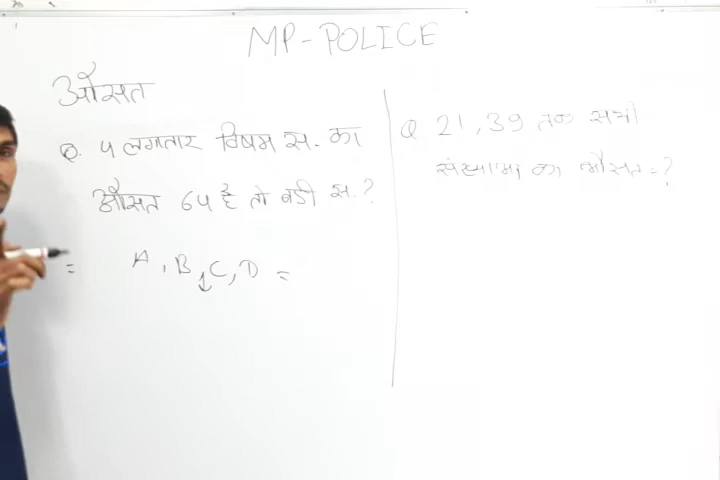 MP-POLICE
औसत
Q. 4 लगातार विषम स. का
औसत 64 है तो बडी स.?
= A, B, C, D =
Q 21, 39 तक सभी
संख्याओ का औसत = ?